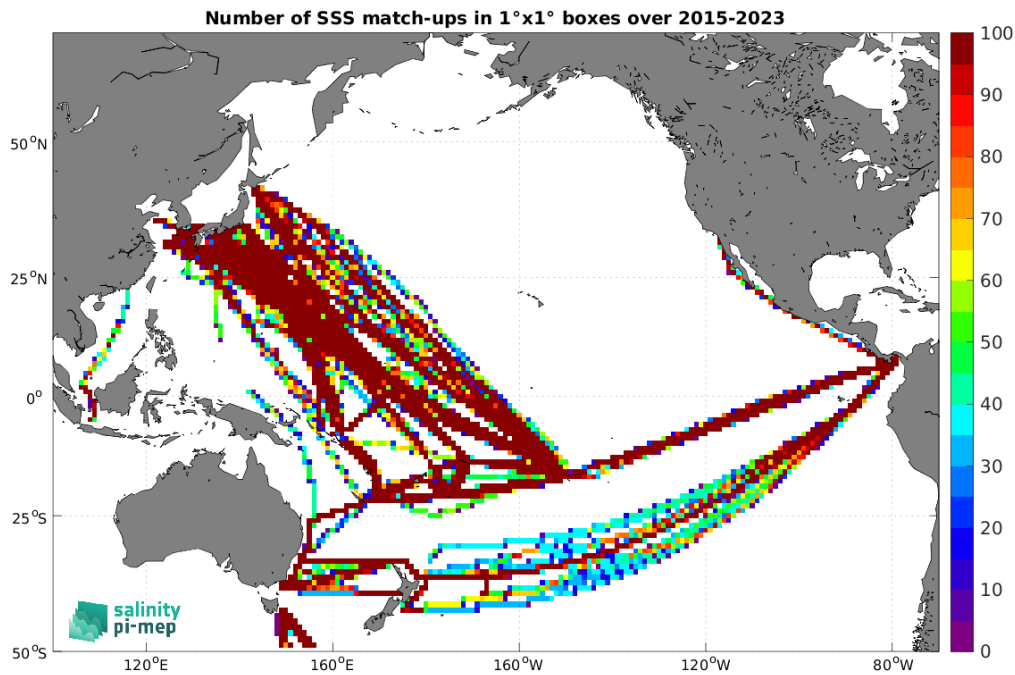 Number of SSS match-ups in 1°x1° boxes over 2015-2023
50°N
25°N
0°
25°S
50°S
120°E
160°E
160°W
120°W
80°W
100
90
80
70
60
50
40
30
20
10
0
salinity
pi-mep